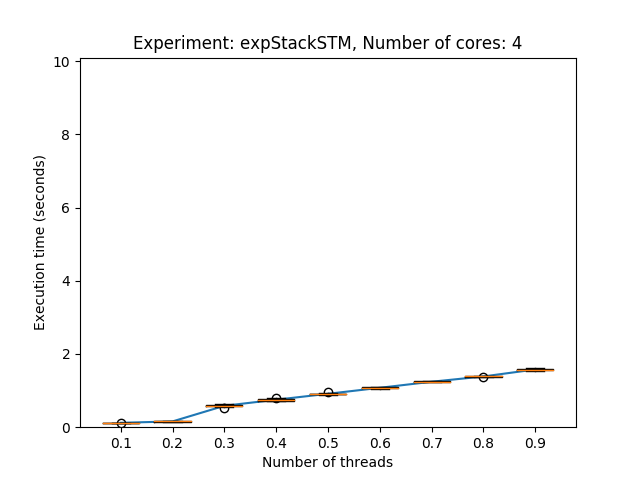 Experiment: expStackSTM, Number of cores: 4
Execution time (seconds)
10
8
6
4
2
0
0.1 0.2 0.3 0.4 0.5 0.6 0.7 0.8 0.9
Number of threads